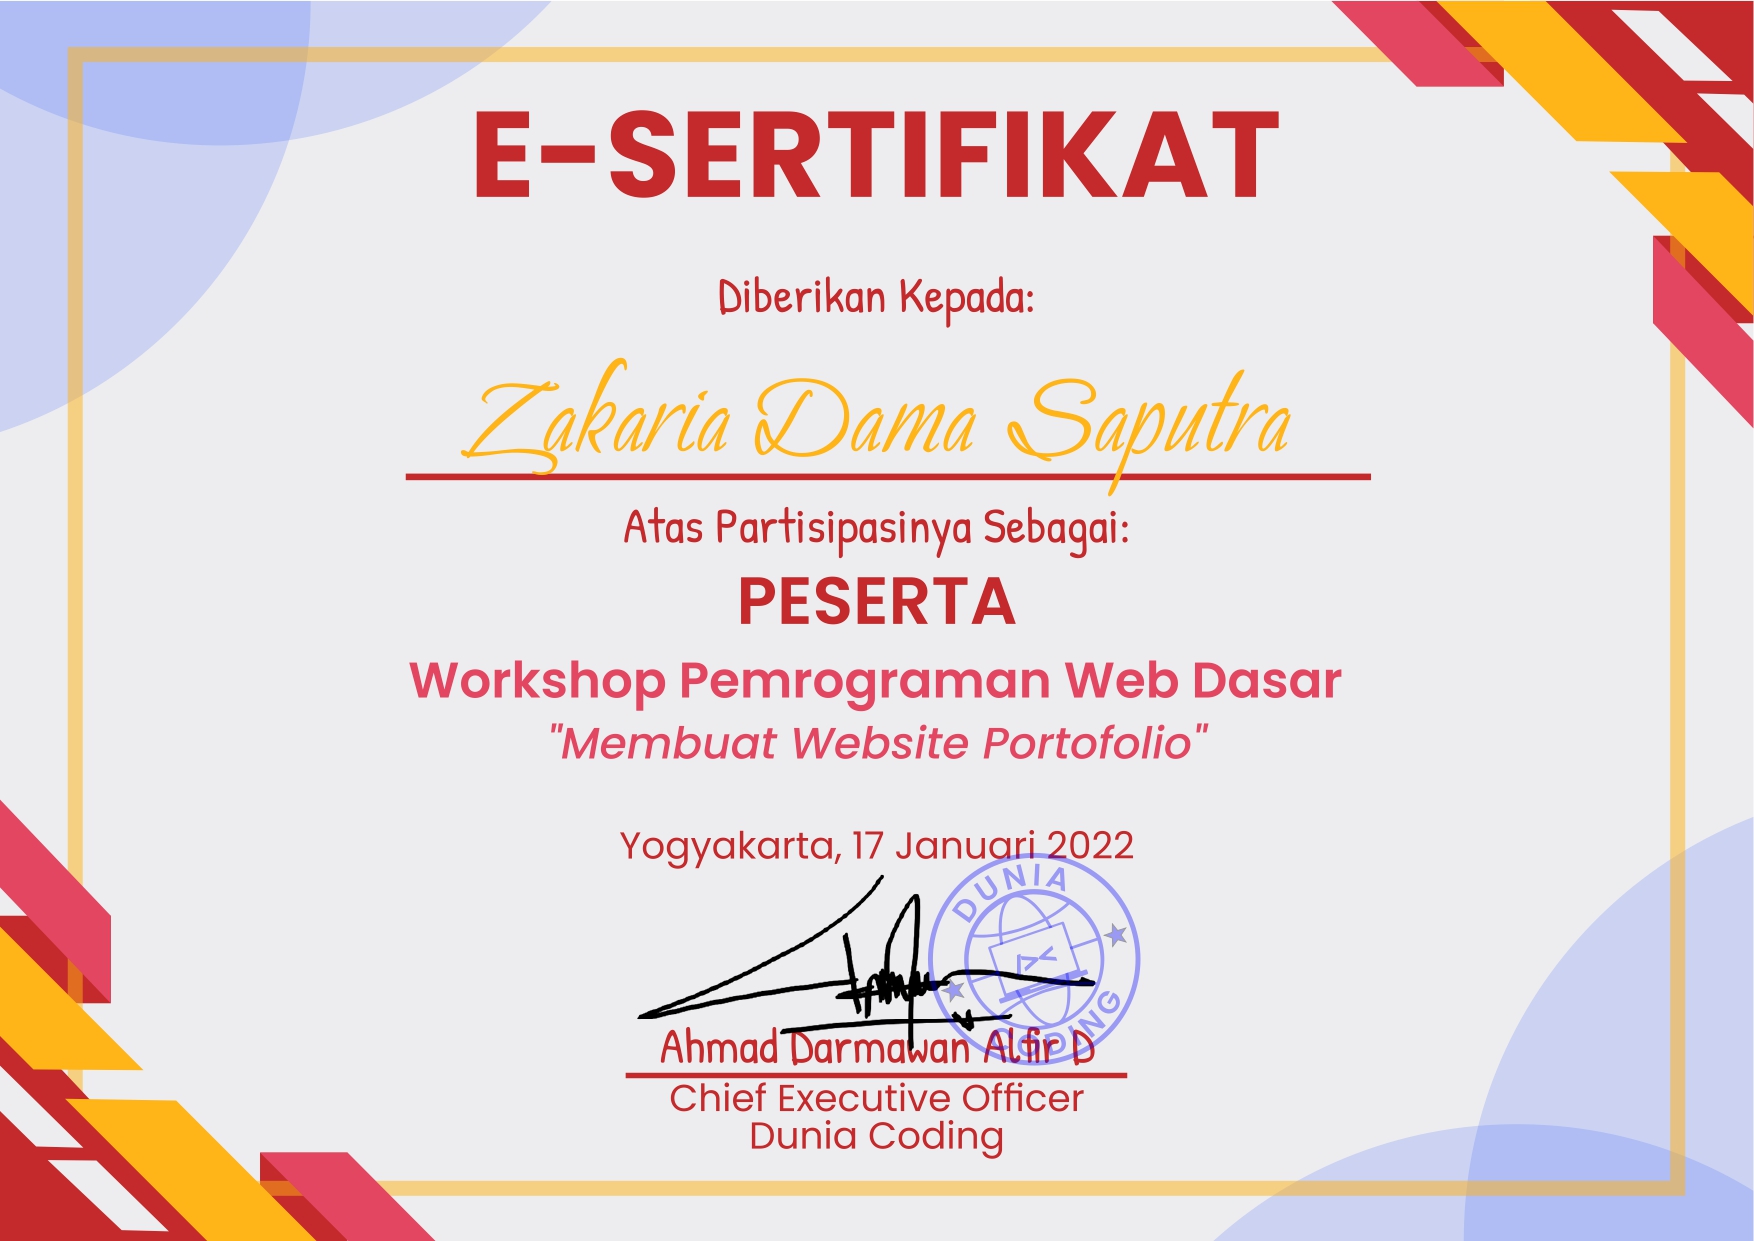 E-SERTIFIKAT
Diberikan Kepada:
Zakaria Dama Saputra
Atas Partisipasinya Sebagai:
PESERTA
Workshop Pemrograman Web Dasar
"Membuat Website Portofolio"
Yogyakarta, 17 Januari 2022
DUNIA
CODING
Ahmad Darmawan Alfir D
Chief Executive Officer
Dunia Coding